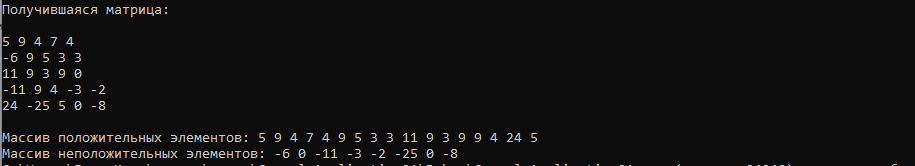 Получившаяся матрица:
5 9 4 7 4
-6 9 5 3 3
11 9 3 9 0
-11 9 4 -3 -2
24 -25 5 0 -8
Массив положительных элементов: 5 9 4 7 4 9 5 3 3 11 9 3 9 9 4 24 5
Массив неположительных элементов: -6 0 -11 -3 -2 -25 0 -8